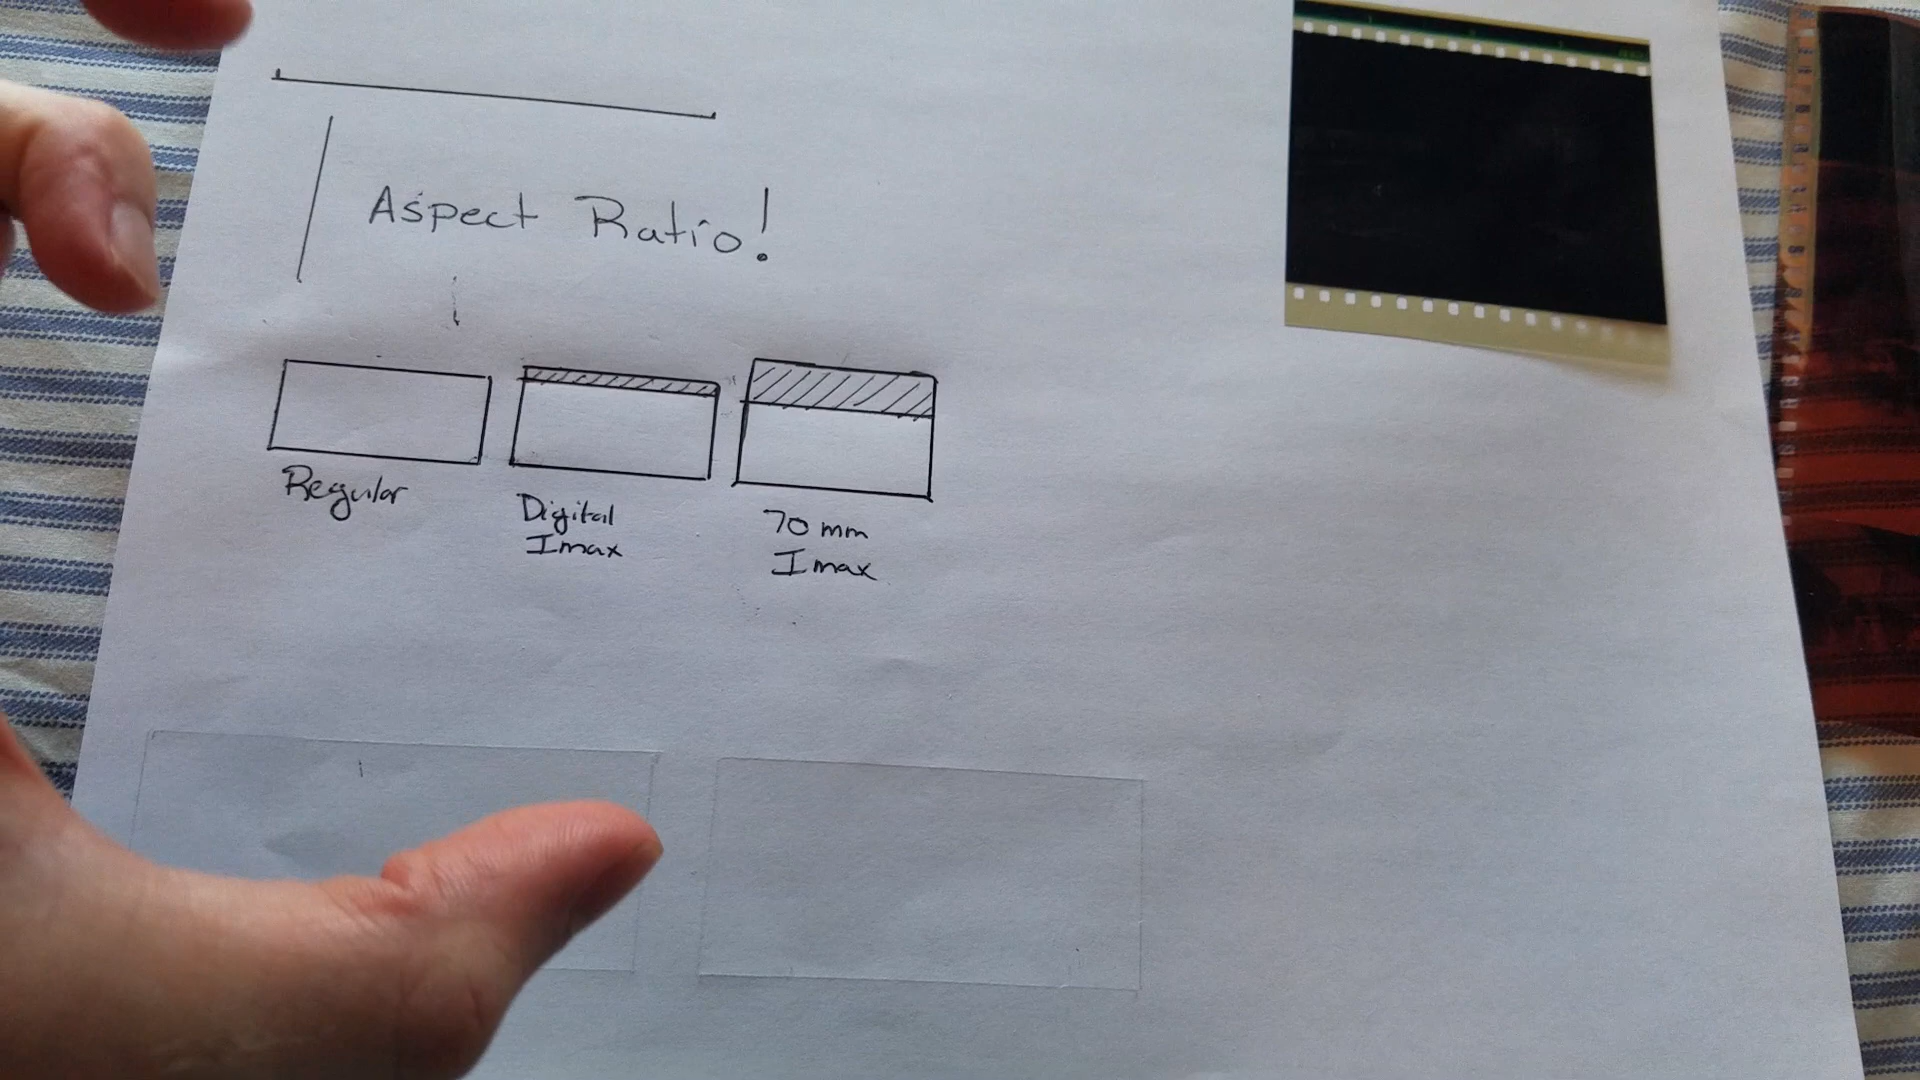 Aspect Ratio!
Regular
Digital
Imax
70 mm
Imax